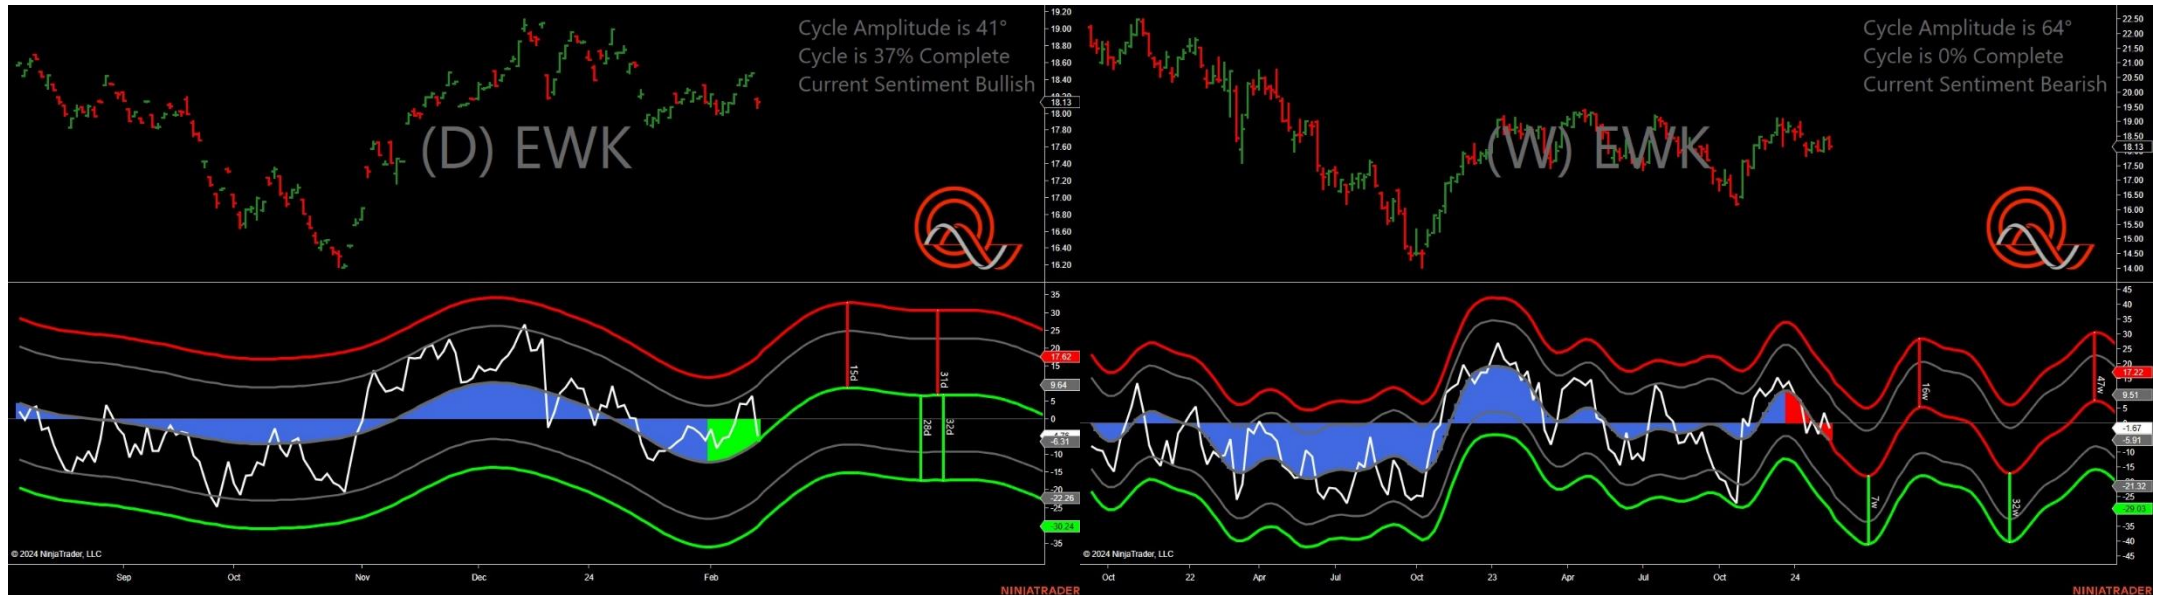 Cycle Amplitude is 41°
Cycle is 37% Complete
Current Sentiment Bullish
(D) EWK
19.20
19.00
18.80
18.60
18.40
18.20
18.13
18.00
17.80
17.60
17.40
17.20
17.00
16.80
16.60
16.40
16.20
35
30
25
20
17.62
15
9.64
5
0
-6.31
-10
-15
-22.26
-25
-30.24
-35
15d
31d
28d
32d
© 2024 NinjaTrader, LLC
Sep
Oct
Nov
Dec
24
Feb
NINJATRADER
Cycle Amplitude is 64°
Cycle is 0% Complete
Current Sentiment Bearish
(W) EWK
22.50
22.00
21.50
21.00
20.50
20.00
19.50
19.00
18.50
18.13
17.50
17.00
16.50
16.00
15.50
15.00
14.50
14.00
45
40
35
30
25
17.22
15
9.51
5
-1.67
-5.91
-10
-15
-21.32
-25
-29.03
-35
-40
-45
16w
47w
7w
32w
© 2024 NinjaTrader, LLC
Oct
22
Apr
Jul
Oct
23
Apr
Jul
Oct
24
NINJATRADER